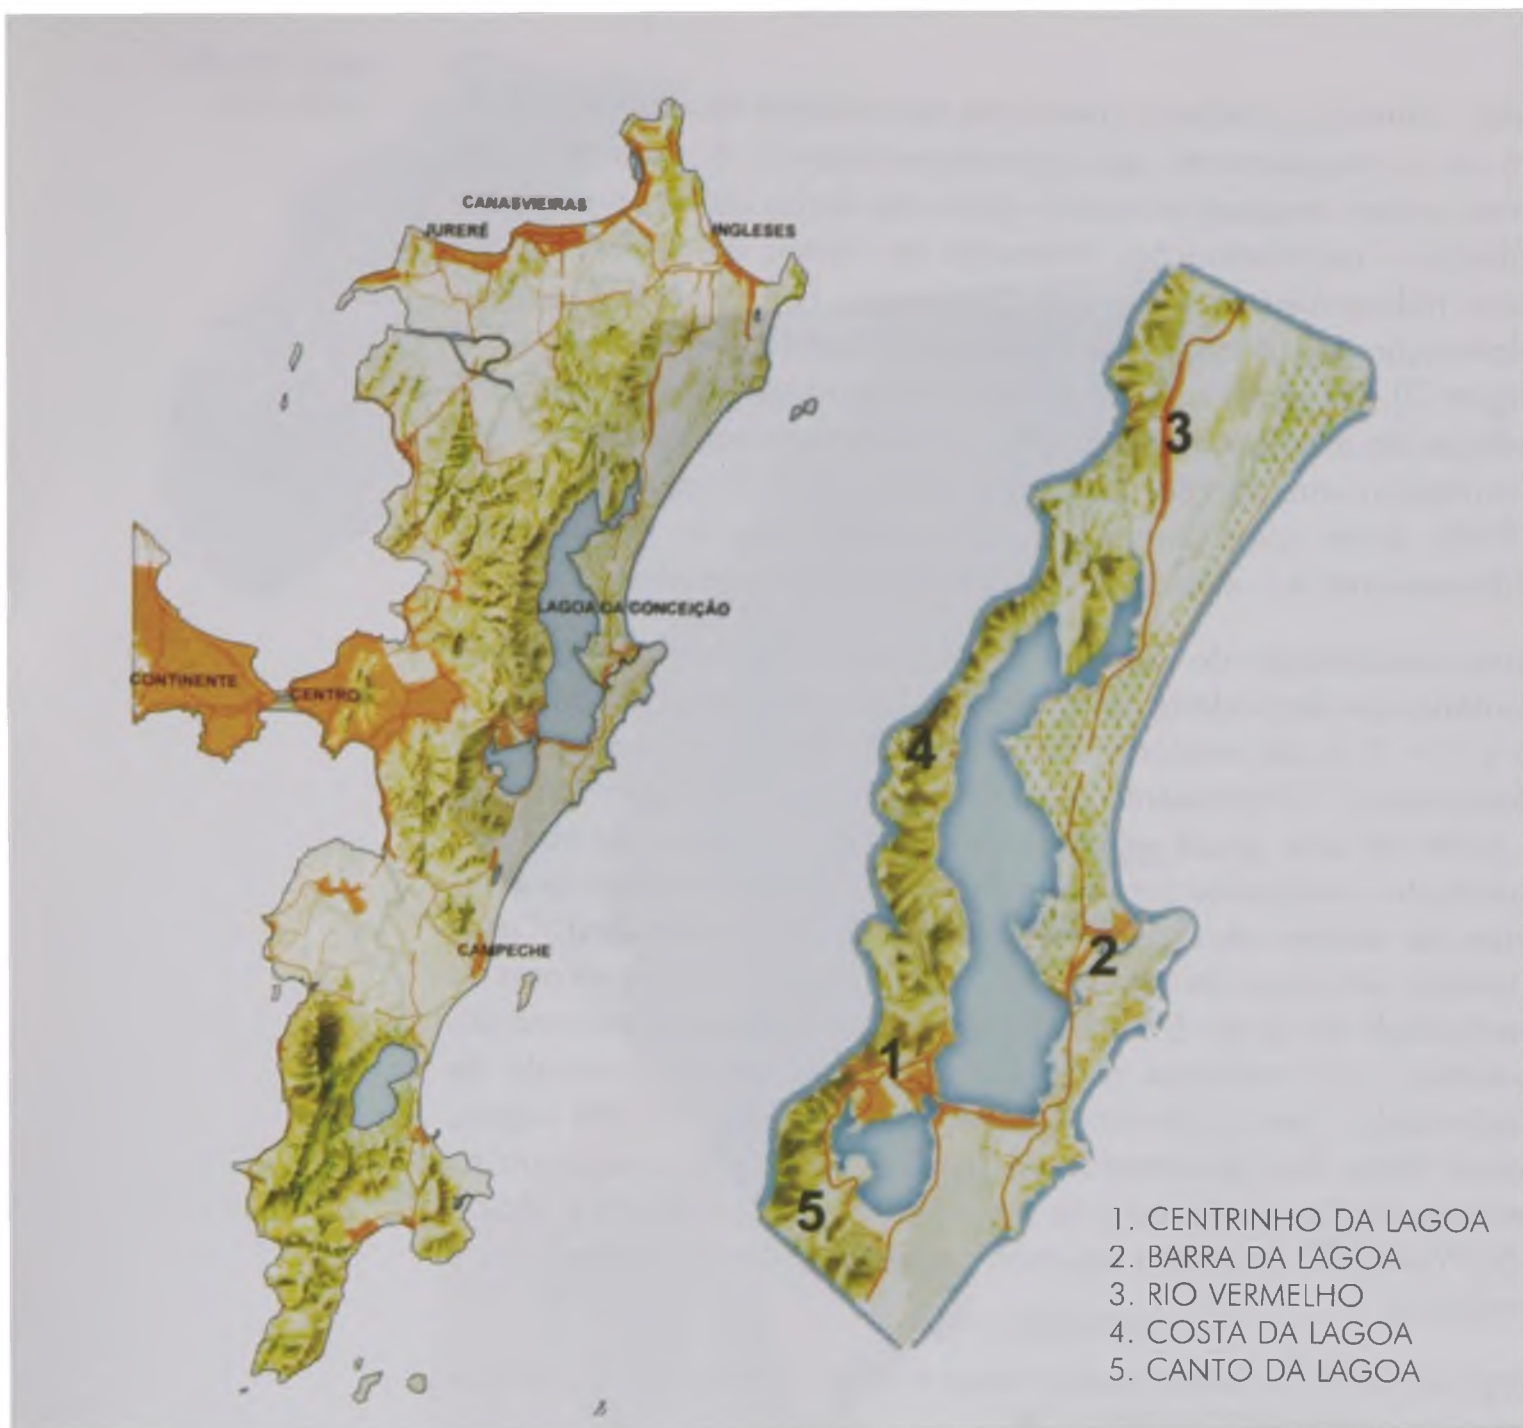 CANASVIEIRAS
JURERÊ
INGLESES
LAGOA DA CONCEIÇÃO
CONTINENTE
CENTRO
CAMPECHE
3
4
2
1
5
1. CENTRINHO DA LAGOA
2. BARRA DA LAGOA
3. RIO VERMELHO
4. COSTA DA LAGOA
5. CANTO DA LAGOA